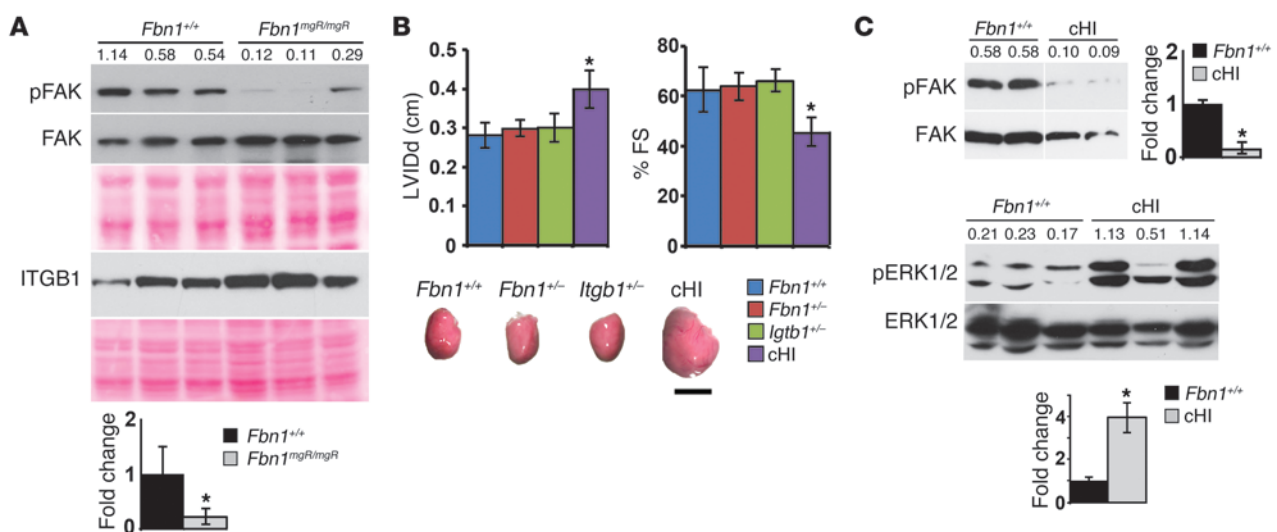 A
Fbn1+/+ Fbn1mgR/mgR
1.14 0.58 0.54 0.12 0.11 0.29
pFAK
FAK
ITGB1
Fold change
2
1
0
*
Fbn1+/+
Fbn1mgR/mgR
B
LVIDd (cm)
0.5
0.4
0.3
0.2
0.1
0
*
% FS
80
60
40
20
0
*
Fbn1+/+ Fbn1+/– Itgb1+/– cHI
Fbn1+/+
Fbn1+/–
Igtb1+/–
cHI
C
Fbn1+/+ cHI
0.58 0.58 0.10 0.09
pFAK
FAK
Fold change
2
1
0
*
Fbn1+/+
cHI
Fbn1+/+ cHI
0.21 0.23 0.17 1.13 0.51 1.14
pERK1/2
ERK1/2
Fold change
4
2
0
*
Fbn1+/+
cHI